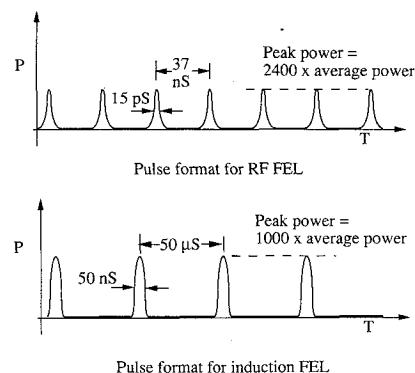 P
37
nS
15 pS
Peak power =
2400 x average power
T
Pulse format for RF FEL
P
50 μS
50 nS
Peak power =
1000 x average power
T
Pulse format for induction FEL